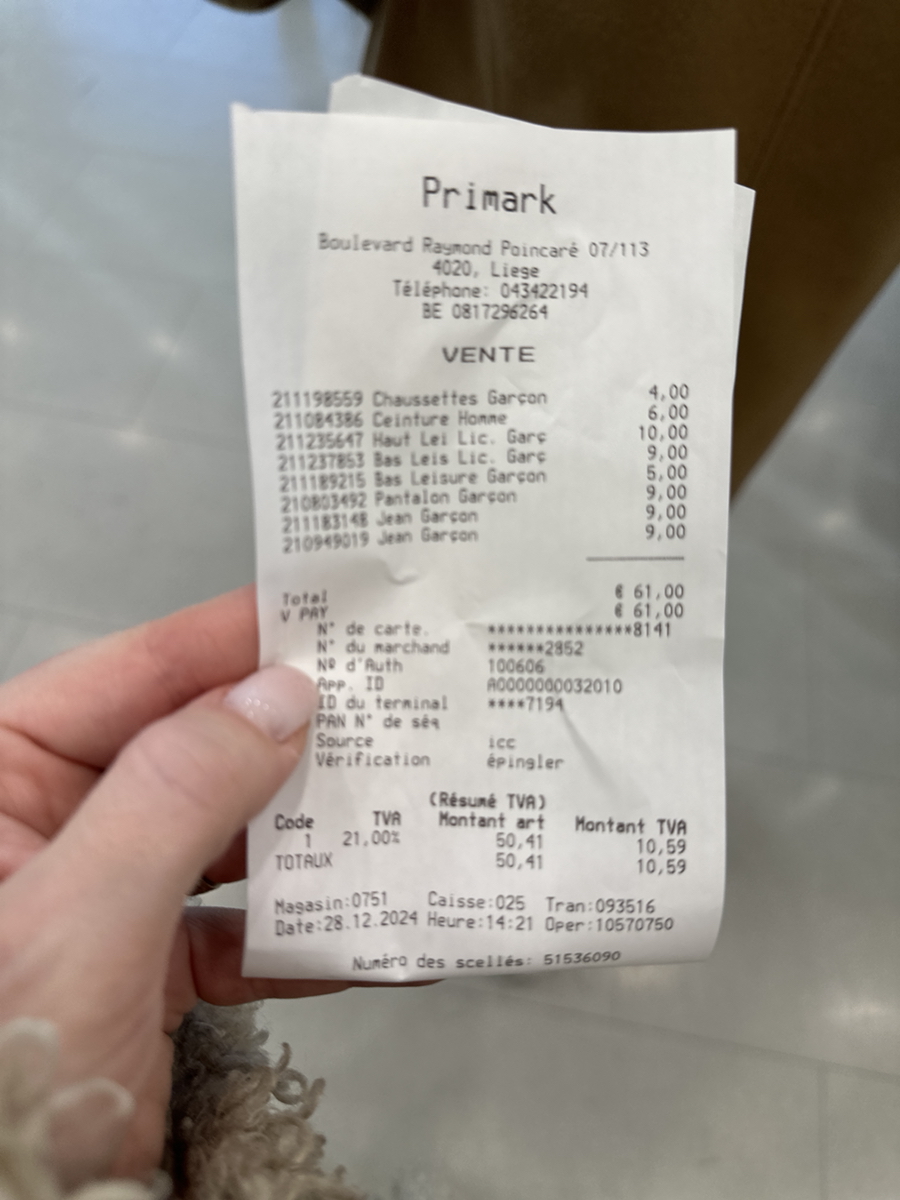 Primark
Boulevard Raymond Poincaré 07/113
4020, Liege
Téléphone: 043422194
BE 0817296264
VENTE
211198559 Chaussettes Garçon 4,00
211084386 Ceinture Homme 6,00
211235647 Haut Lei Lic. Garç 10,00
211237853 Bas Leis Lic. Garç 9,00
211189215 Bas Leisure Garçon 5,00
210803492 Pantalon Garçon 9,00
211183148 Jean Garçon 9,00
210949019 Jean Garçon 9,00
Total € 61,00
V PAY € 61,00
N° de carte. ***************8141
N° du marchand ******2852
Nº d'Auth 100606
App. ID A0000000032010
ID du terminal ****7194
PAN N° de séq
Source icc
Vérification épingler
(Résumé TVA)
Code TVA Montant art Montant TVA
1 21,00% 50,41 10,59
TOTAUX 50,41 10,59
Magasin:0751 Caisse:025 Tran:093516
Date:28.12.2024 Heure:14:21 Oper:10570750
Numéro des scellés: 51536090